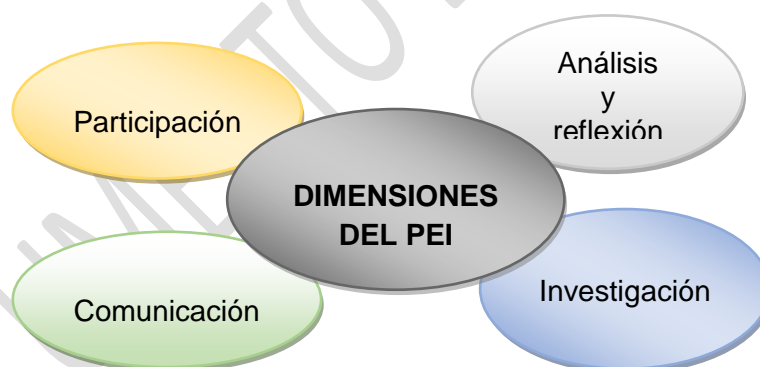 Participación
Análisis
y
reflexión
DIMENSIONES
DEL PEI
Comunicación
Investigación